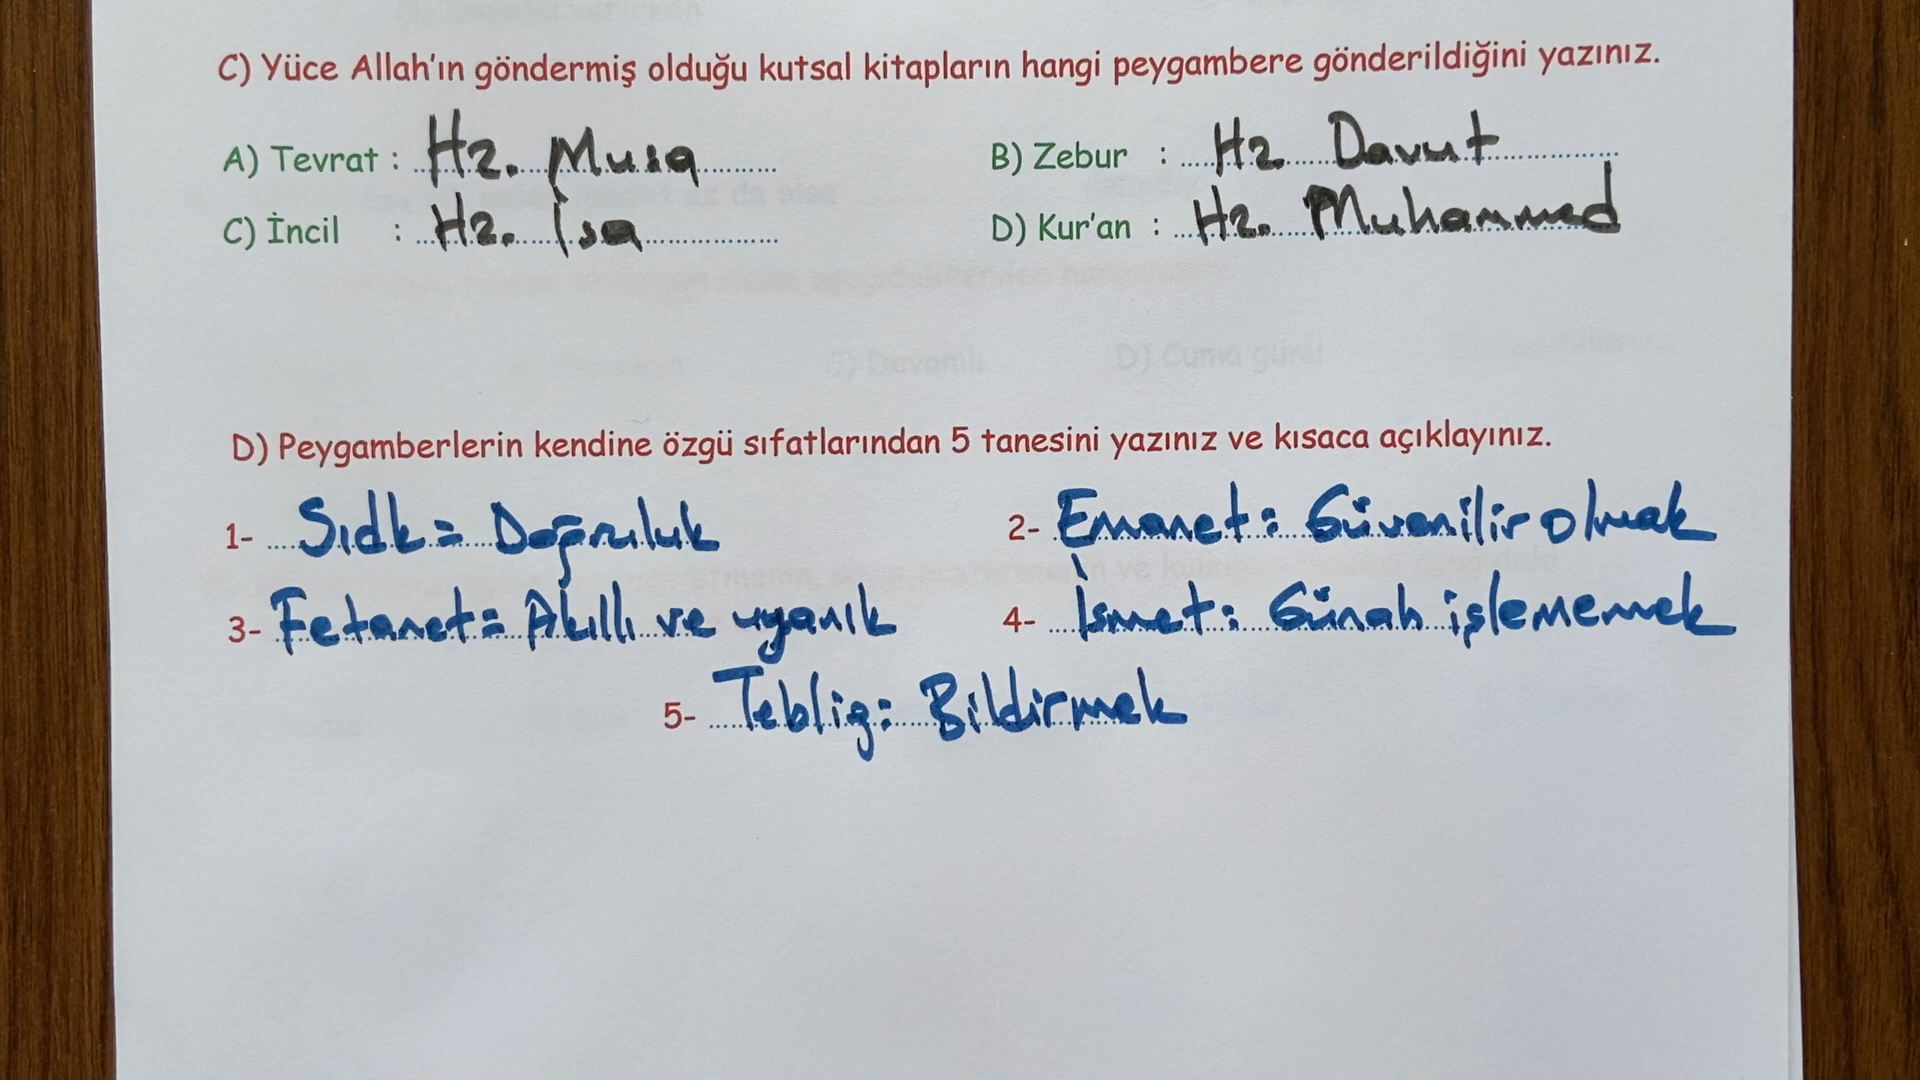 C) Yüce Allah'ın göndermiş olduğu kutsal kitapların hangi peygambere gönderildiğini yazınız.
A) Tevrat : Hz. Musa B) Zebur : Hz. Davut
C) İncil : Hz. İsa D) Kur'an : Hz. Muhammed
D) Peygamberlerin kendine özgü sıfatlarından 5 tanesini yazınız ve kısaca açıklayınız.
1- Sıdk = Doğruluk 2- Emanet : Güvenilir olmak
3- Fetanet = Akıllı ve uyanık 4- İsmet : Günah işlememek
5- Teblig : Bildirmek